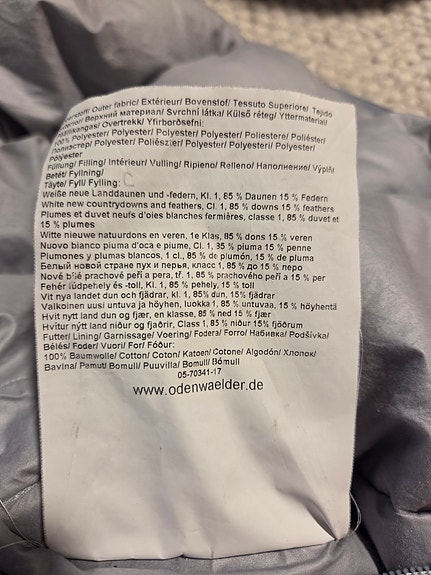 Outer fabric/ Extérieur/ Bovenstof/ Tessuto Superiore/ Tejido
Верхний материал/ Svrchní látka/ Külső réteg/ Yttermaterial/
Overtrekk/ Yfirborðsefni:
100% Polyester/ Polyester/ Polyester/ Polyester/ Poliestere/ Poliéster/
Полиэстер/ Polyester/ Poliészter/ Polyester/ Polyesteri/ Polyester/
Pólyester
Füllung/ Filling/ Intérieur/ Vulling/ Ripieno/ Relleno/ Наполнение/ Výplň/
Betét/ Fyllning/
Täyte/ Fyll/ Fylling:
Weiße neue Landdaunen und -federn, Kl. 1, 85 % Daunen 15 % Federn
White new countrydowns and feathers, Cl. 1, 85 % downs 15 % feathers
Plumes et duvet neufs d'oies blanches fermières, classe 1, 85 % duvet et
15 % plumes
Witte nieuwe natuurdons en veren, 1e Klas, 85 % dons 15 % veren
Nuovo bianco piuma d'oca e piume, Cl. 1, 85 % piuma 15 % penne
Plumones y plumas blancos, 1 cl., 85 % de plumón, 15 % de pluma
Белый новой стране пух и перья, класс 1, 85% до 15 % перо
Nové bílé prachové peří a pera, tř. 1, 85 % prachového peří a 15 % per
Fehér lúdpehely és -toll, Kl. 1, 85 % pehely, 15 % toll
Vit nya landet dun och fjädrar, kl. 1, 85% dun, 15% fjädrar
Valkoinen uusi untuva ja höyhen, luokka 1, 85 % untuvaa, 15 % höyhentä
Hvit nytt land dun og fjær, en klasse, 85 % ned 15 % fjær
Hvítur nýtt land niður og fjaðrir, Class 1, 85 % niður 15% fjöðrum
Futter/ Lining/ Garnissage/ Voering/ Fodera/ Forro/ Набивка/ Podšívka/
Bélés/ Foder/ Vuori/ For/ Fóður:
100% Baumwolle/ Cotton/ Coton/ Katoen/ Cotone/ Algodón/ Хлопок/
Bavlna/ Pamut/ Bomull/ Puuvilla/ Bomull/ Bómull
05-70341-17
www.odenwaelder.de